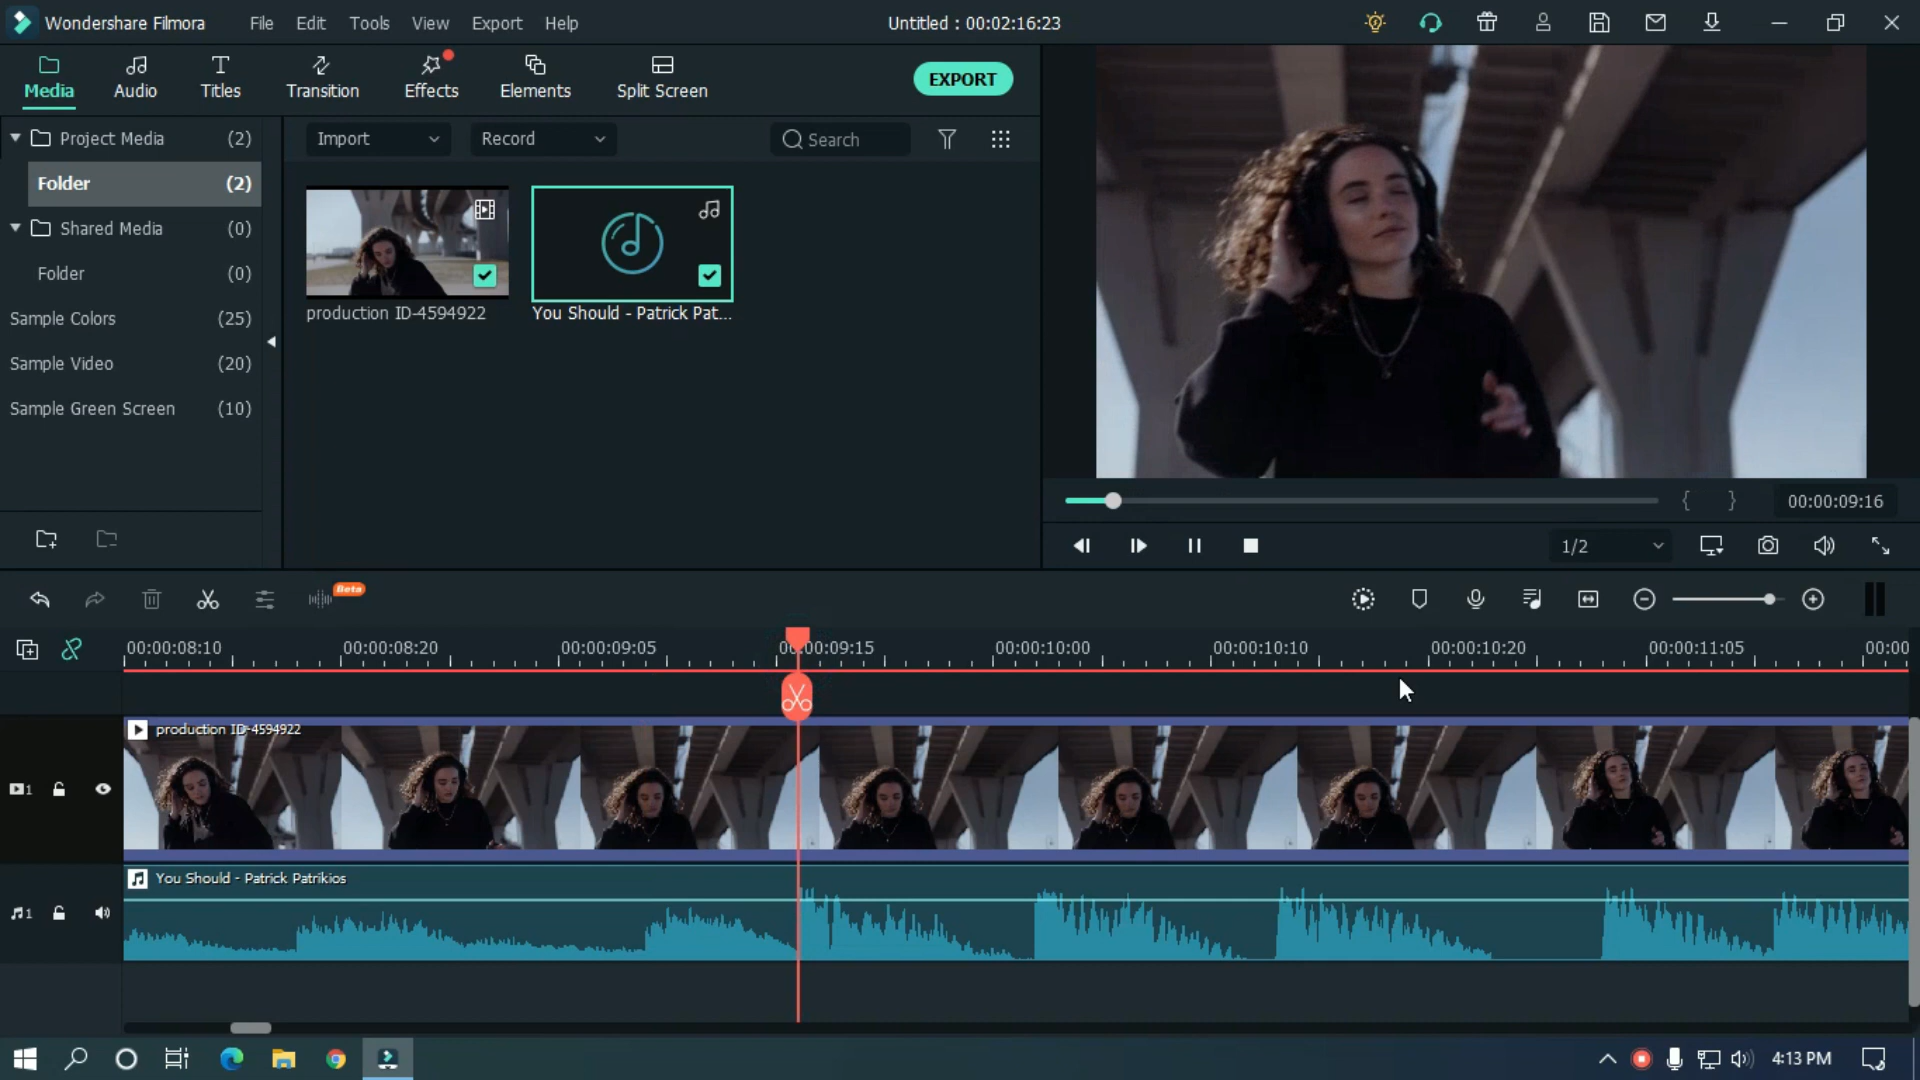 Wondershare Filmora File Edit Tools View Export Help Untitled : 00:02:16:23
Media Audio Titles Transition Effects Elements Split Screen EXPORT
Project Media (2) Import Record Search
Folder (2)
Shared Media (0)
Folder (0)
Sample Colors (25)
Sample Video (20)
Sample Green Screen (10)
production ID-4594922 You Should - Patrick Pat...
{ } 00:00:09:16
1/2
Beta
00:00:08:10 00:00:08:20 00:00:09:05 00:00:09:15 00:00:10:00 00:00:10:10 00:00:10:20 00:00:11:05 00:00
production ID-4594922
1
You Should - Patrick Patrikios
1
4:13 PM